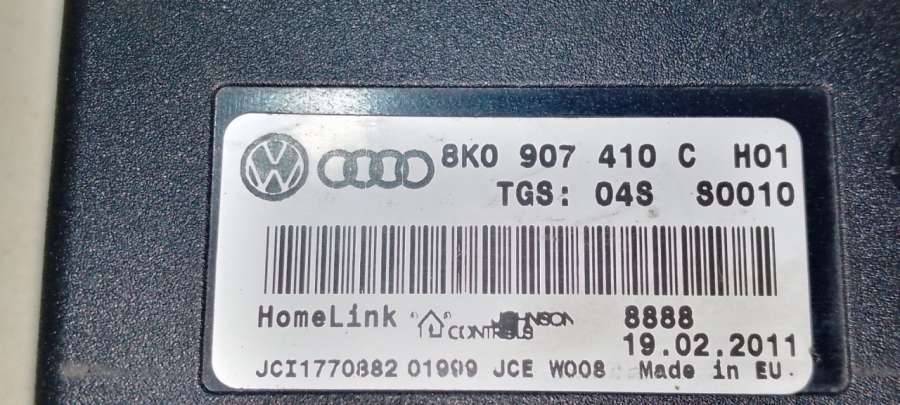 8K0 907 410 C H01
TGS: 04S S0010
HomeLink JOHNSON CONTROLS 8888
19.02.2011
JCI1770882 01999 JCE W008 Made in EU